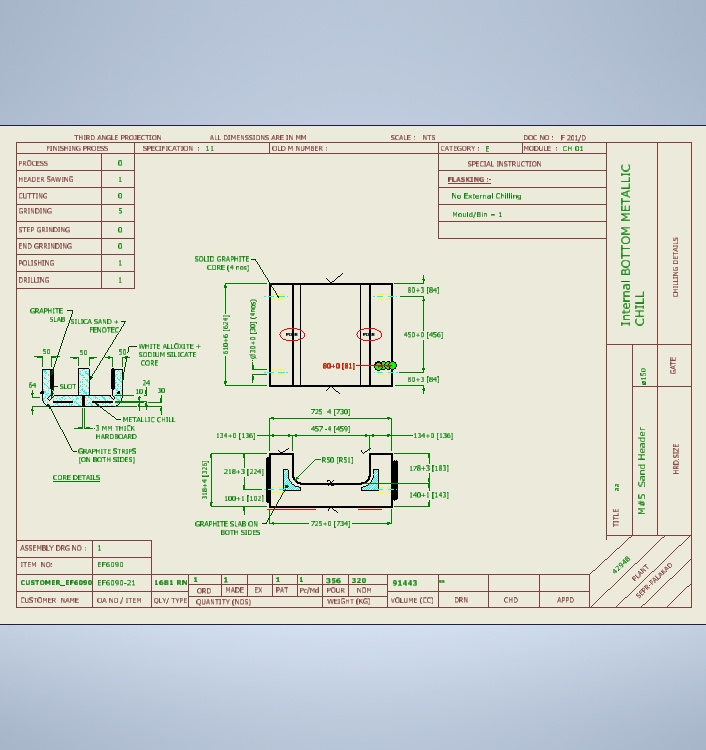 THIRD ANGLE PROJECTION ALL DIMENSSIONS ARE IN MM SCALE : NTS DOC NO : F 201/D
FINISHING PROESS SPECIFICATION : 11 OLD M NUMBER : CATEGORY : E MODULE : CH 01
PROCESS 0
HEADER SAWING 1
CUTTING 0
GRINDING 5
STEP GRINDING 0
END GRRINDING 0
POLISHING 1
DRILLING 1
SPECIAL INSTRUCTION
FLASKING :-
No External Chilling
Mould/Bin = 1
Internal BOTTOM METALLIC
CHILL
CHILLING DETAILS
ø150
GATE
TITLE aa
M#5 Sand Header
HRD.SIZE
SOLID GRAPHITE
CORE (4 nos)
610+6 [624]
Ø30+0 [30] (4nos)
80+3 [84]
450+0 [456]
80+0 [81]
80+3 [84]
GRAPHITE
SLAB
SILICA SAND +
FENOTEC
50 50 50
WHITE ALLOXITE +
SODIUM SILICATE
CORE
64
SLOT
10
24
30
METALLIC CHILL
3 MM THICK
HARDBOARD
GRAPHITE STRIPS
(ON BOTH SIDES)
CORE DETAILS
725 -4 [730]
134+0 [136] 457 -4 [459] 134+0 [136]
R50 [R51]
318+4 [326]
218+3 [224]
100+1 [102]
178+3 [183]
140+1 [143]
GRAPHITE SLAB ON
BOTH SIDES
725+0 [734]
ASSEMBLY DRG NO : 1
ITEM NO: EF6090
CUSTOMER_EF6090 EF6090-21 1681 RN 1 1 1 1 356 320 91443
ORD MADE EX PAT Pc/Md POUR NOM
CUSTOMER NAME OA NO / ITEM QLY/ TYPE QUANTITY (NOS) WEIGHT (KG) VOLUME (CC) DRN CHD APPD
4294B
PLANT
SEPR-PALAKAD